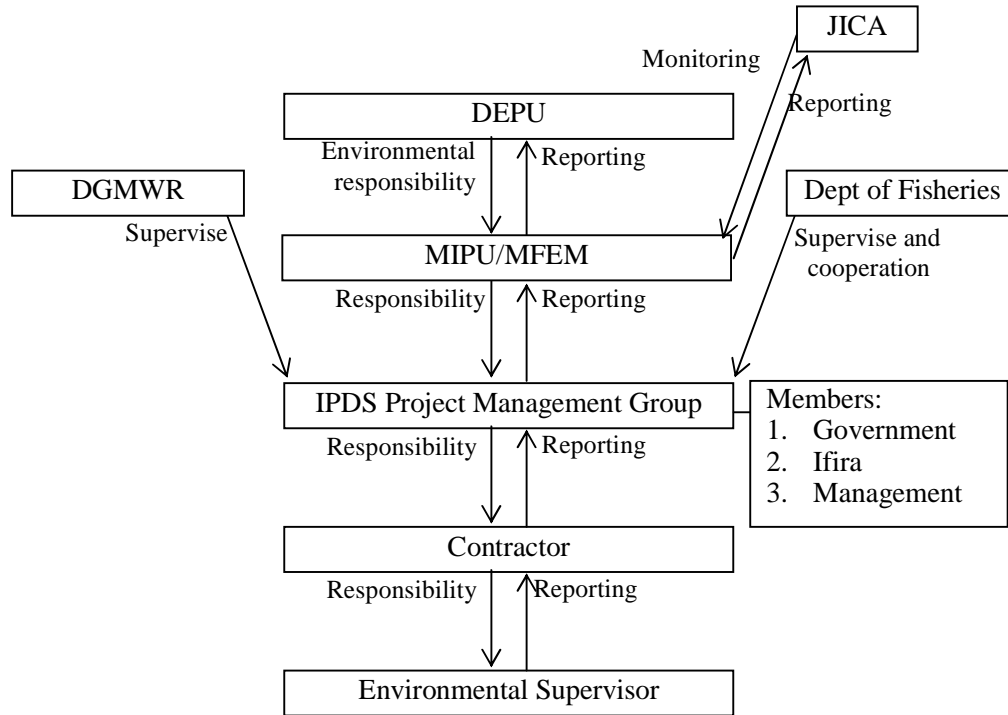 JICA
Monitoring
Reporting
DEPU
Environmental
responsibility
Reporting
DGMWR
Dept of Fisheries
Supervise
MIPU/MFEM
Supervise and
cooperation
Responsibility
Reporting
IPDS Project Management Group
Members:
1. Government
2. Ifira
3. Management
Responsibility
Reporting
Contractor
Responsibility
Reporting
Environmental Supervisor